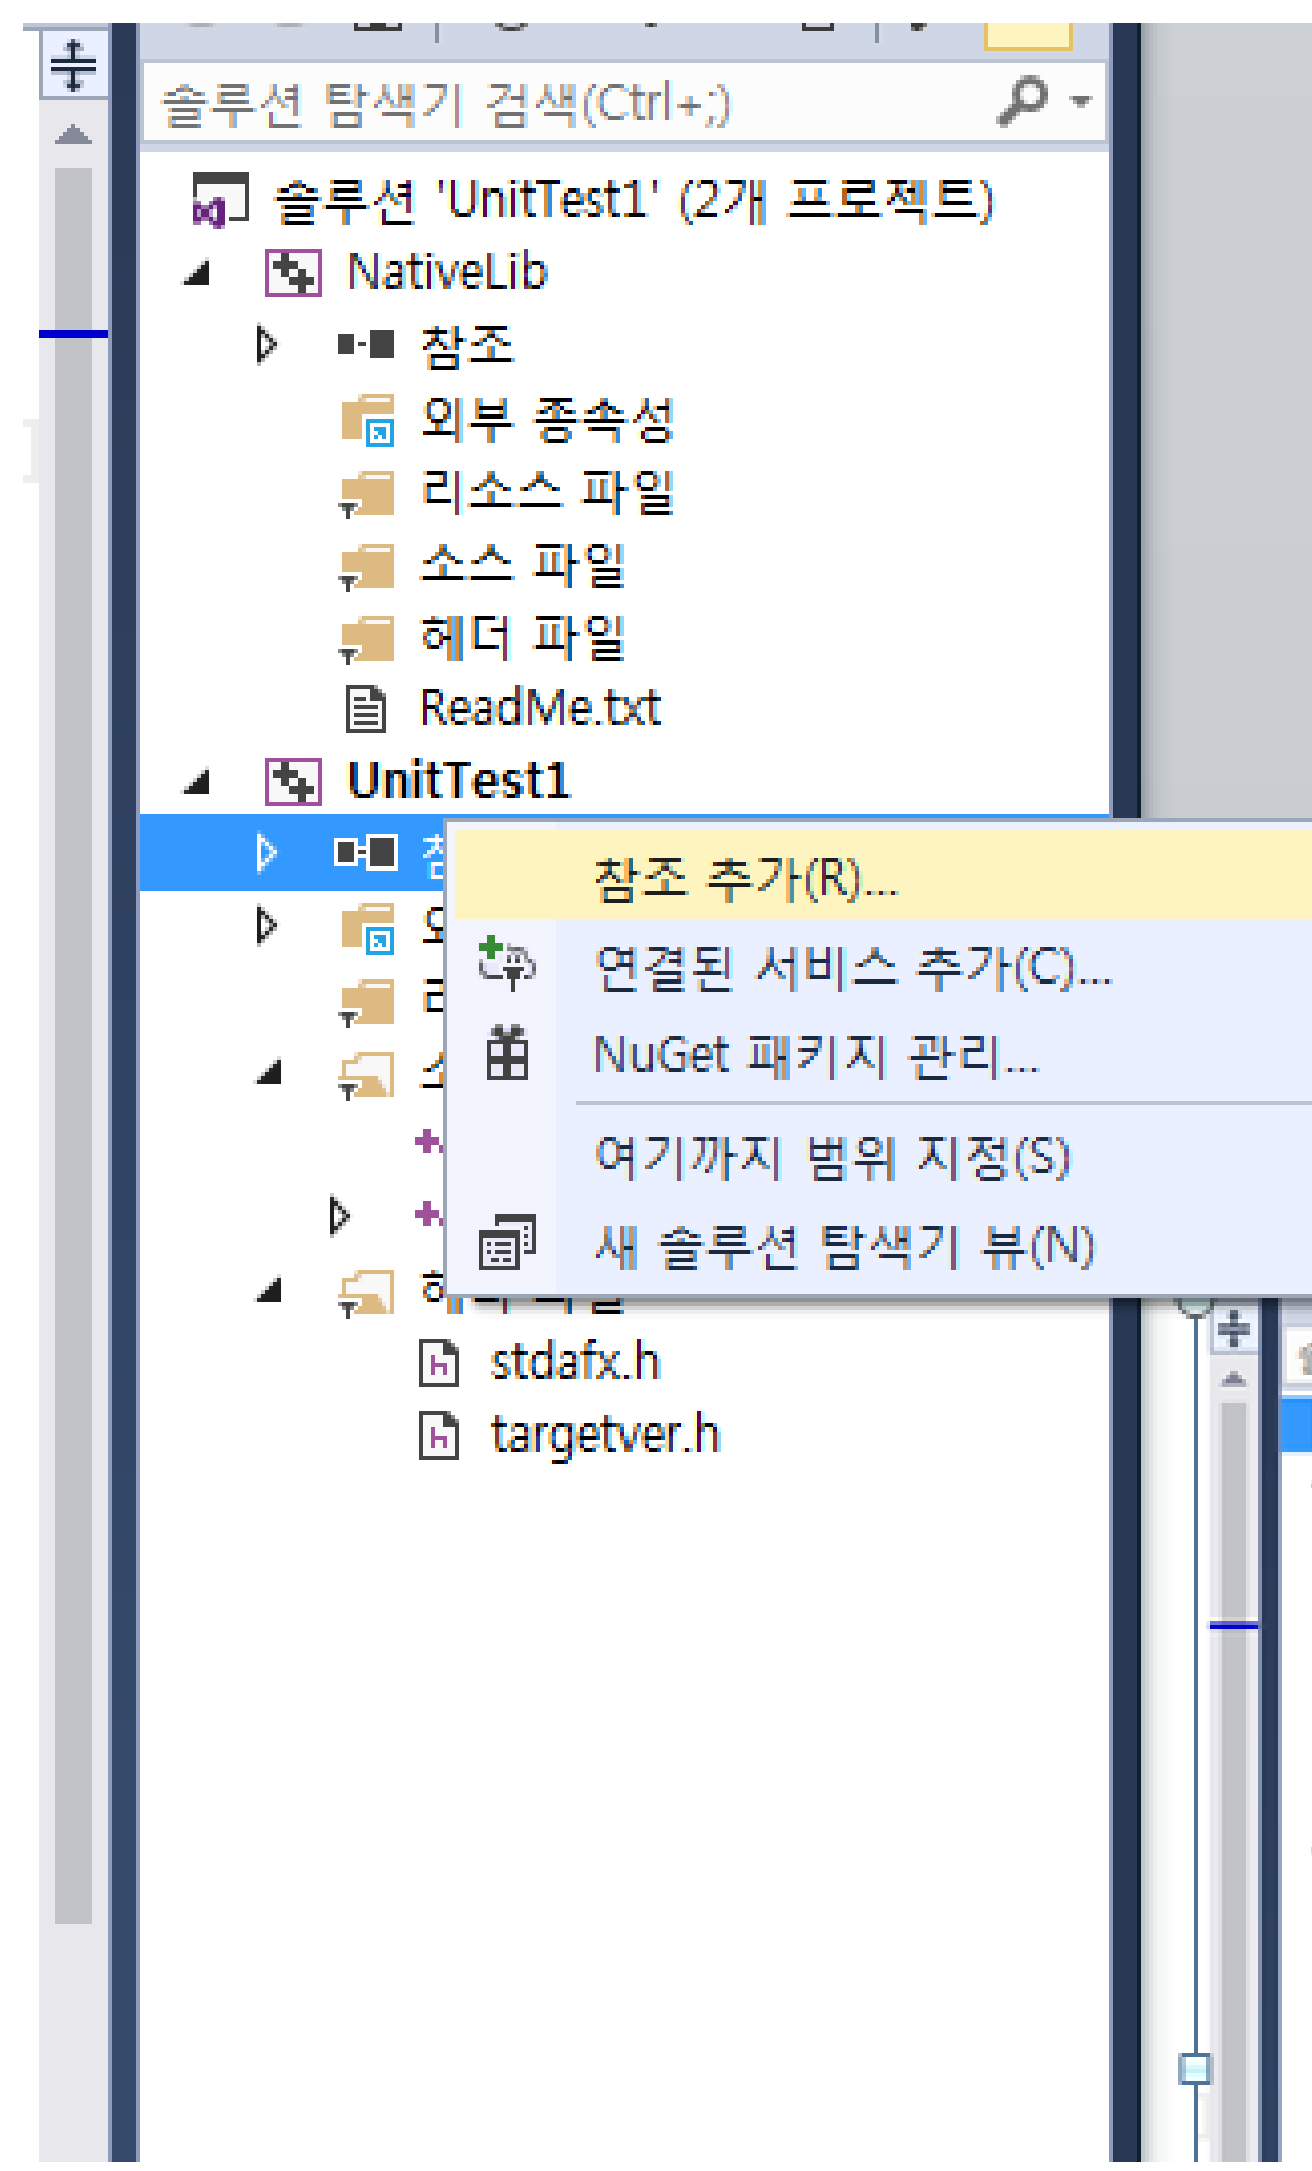 솔루션 탐색기 검색(Ctrl+;)
솔루션 'UnitTest1' (2개 프로젝트)
NativeLib
참조
외부 종속성
리소스 파일
소스 파일
헤더 파일
ReadMe.txt
UnitTest1
참조 추가(R)...
연결된 서비스 추가(C)...
NuGet 패키지 관리...
여기까지 범위 지정(S)
새 솔루션 탐색기 뷰(N)
stdafx.h
targetver.h